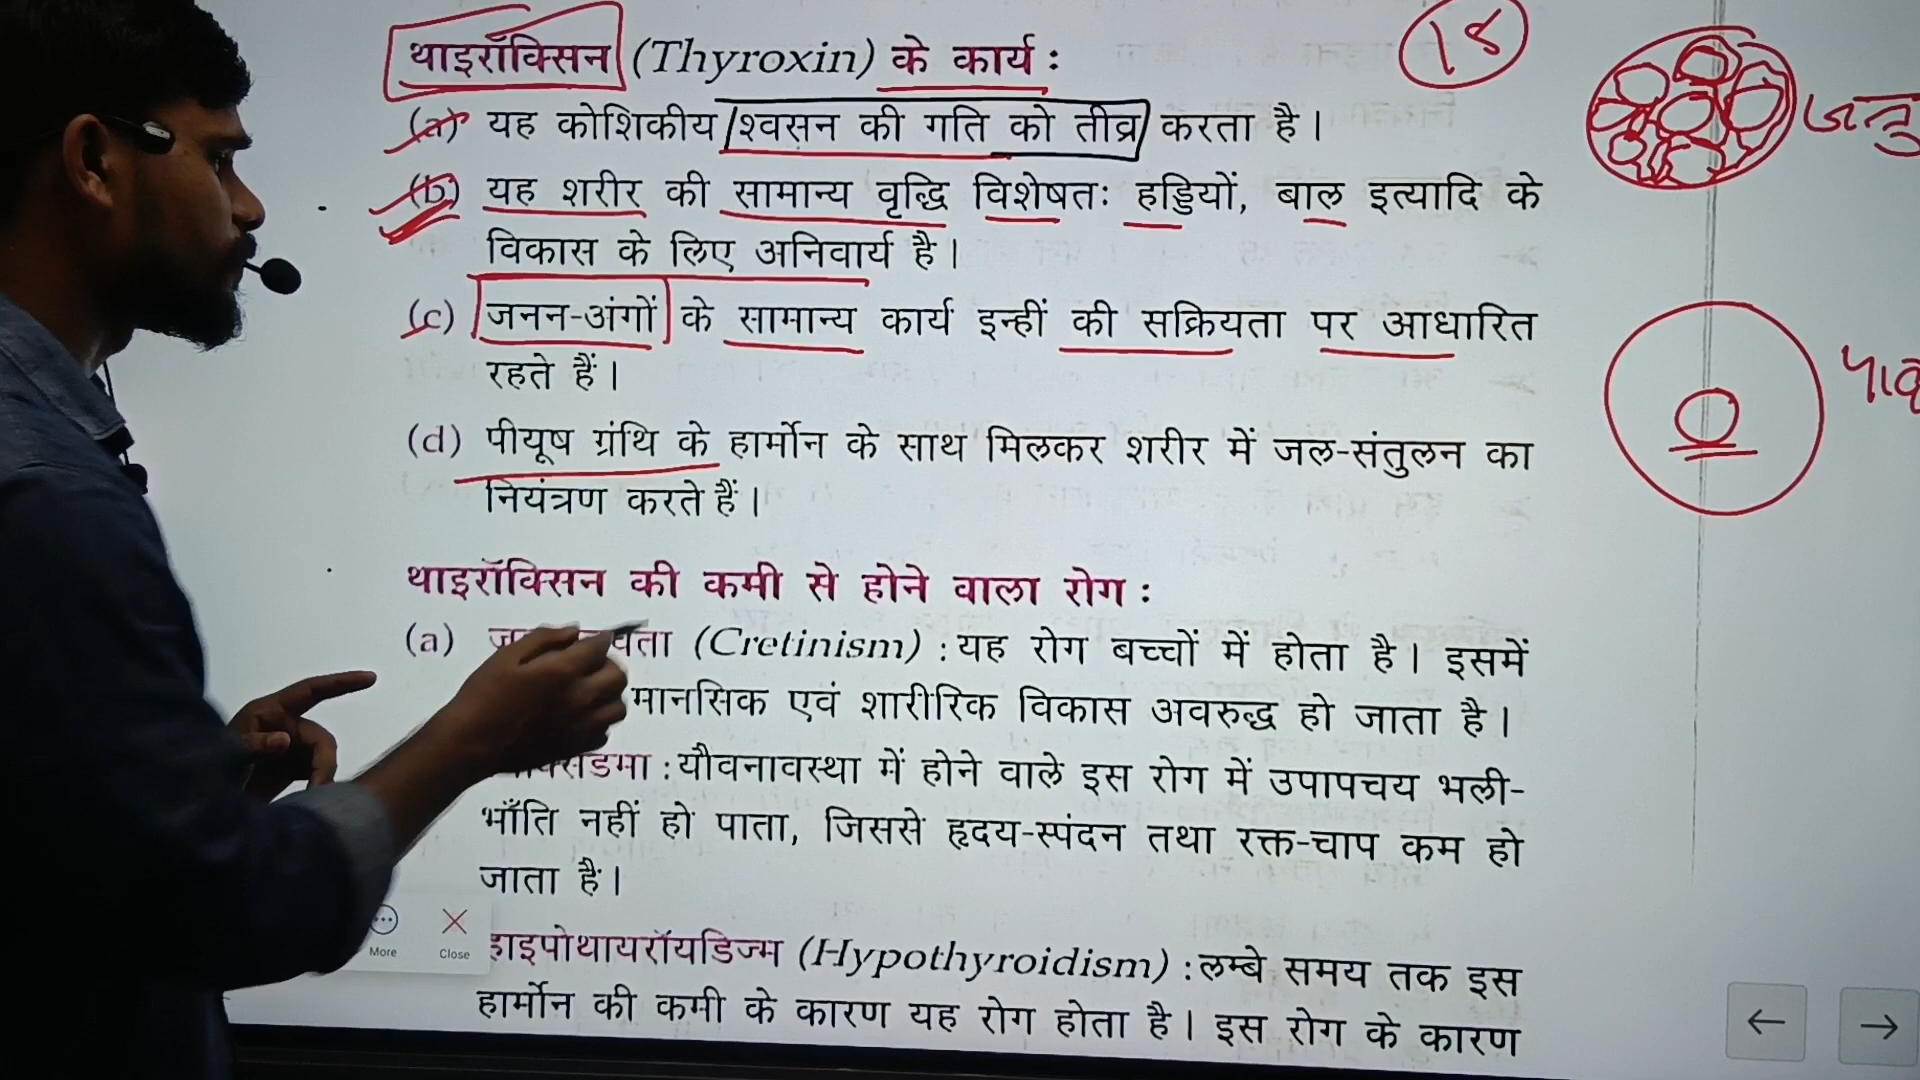 थाइरॉक्सिन (Thyroxin) के कार्य :
18
(a) यह कोशिकीय श्वसन की गति को तीव्र करता है।
जन्तु
(b) यह शरीर की सामान्य वृद्धि विशेषतः हड्डियों, बाल इत्यादि के
विकास के लिए अनिवार्य है।
(c) जनन-अंगों के सामान्य कार्य इन्हीं की सक्रियता पर आधारित
रहते हैं।
(d) पीयूष ग्रंथि के हार्मोन के साथ मिलकर शरीर में जल-संतुलन का
नियंत्रण करते हैं।
थाइरॉक्सिन की कमी से होने वाला रोग :
(a) (Cretinism) : यह रोग बच्चों में होता है। इसमें
मानसिक एवं शारीरिक विकास अवरुद्ध हो जाता है।
: यौवनावस्था में होने वाले इस रोग में उपापचय भली-
भाँति नहीं हो पाता, जिससे हृदय-स्पंदन तथा रक्त-चाप कम हो
जाता है।
हाइपोथायरॉयडिज्म (Hypothyroidism) : लम्बे समय तक इस
हार्मोन की कमी के कारण यह रोग होता है। इस रोग के कारण
More
Close